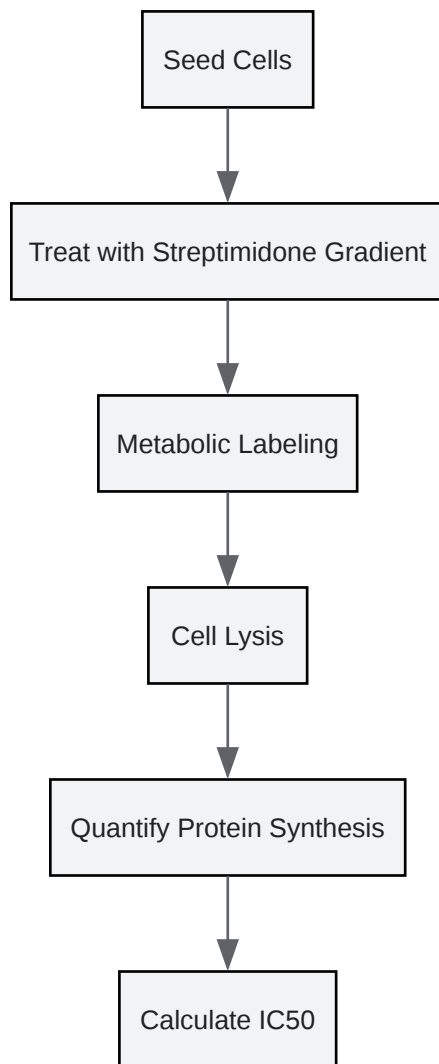 Seed Cells
Treat with Streptimidone Gradient
Metabolic Labeling
Cell Lysis
Quantify Protein Synthesis
Calculate IC50